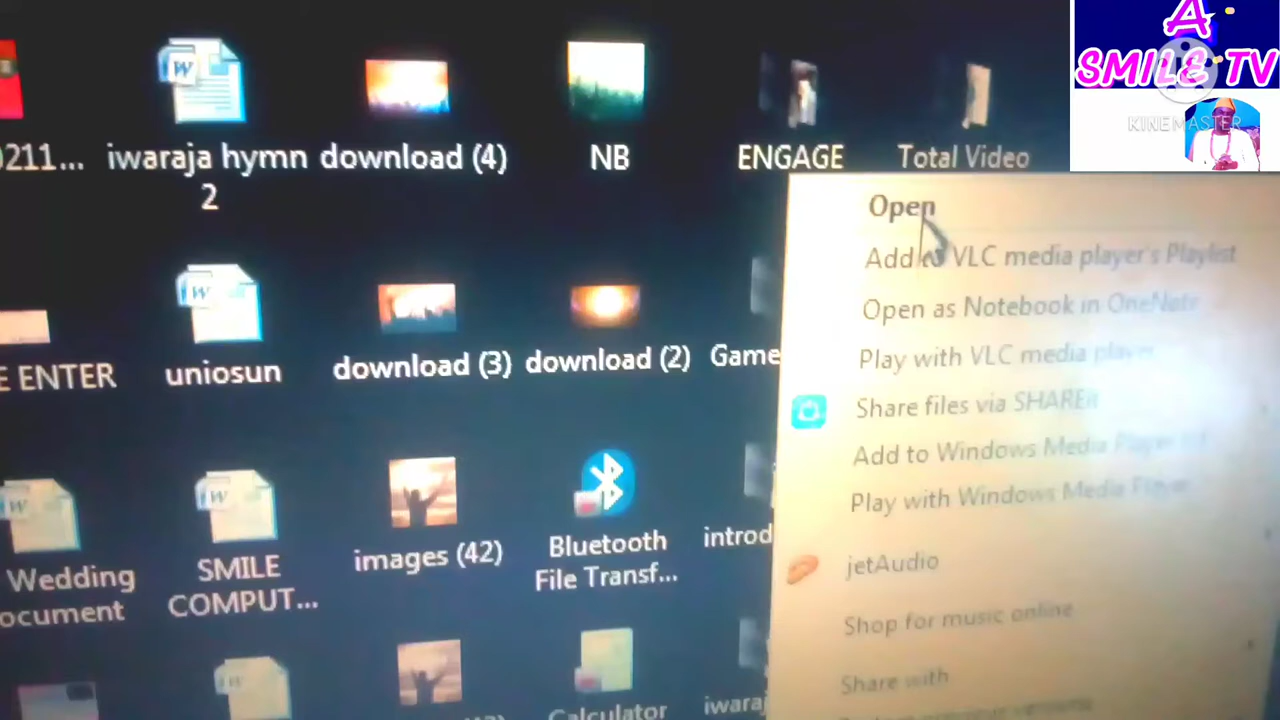 A
SMILE TV
KINEMASTER
211...
iwaraja hymn
2
download (4)
NB
ENGAGE
Total Video
E ENTER
uniosun
download (3)
download (2)
Game
Wedding
ocument
SMILE
COMPUT...
images (42)
Bluetooth
File Transf...
introd
Calculator
iwaraj
Open
Add to VLC media player's Playlist
Open as Notebook in OneNote
Play with VLC media player
Share files via SHAREit
Add to Windows Media Player list
Play with Windows Media Player
jetAudio
Shop for music online
Share with